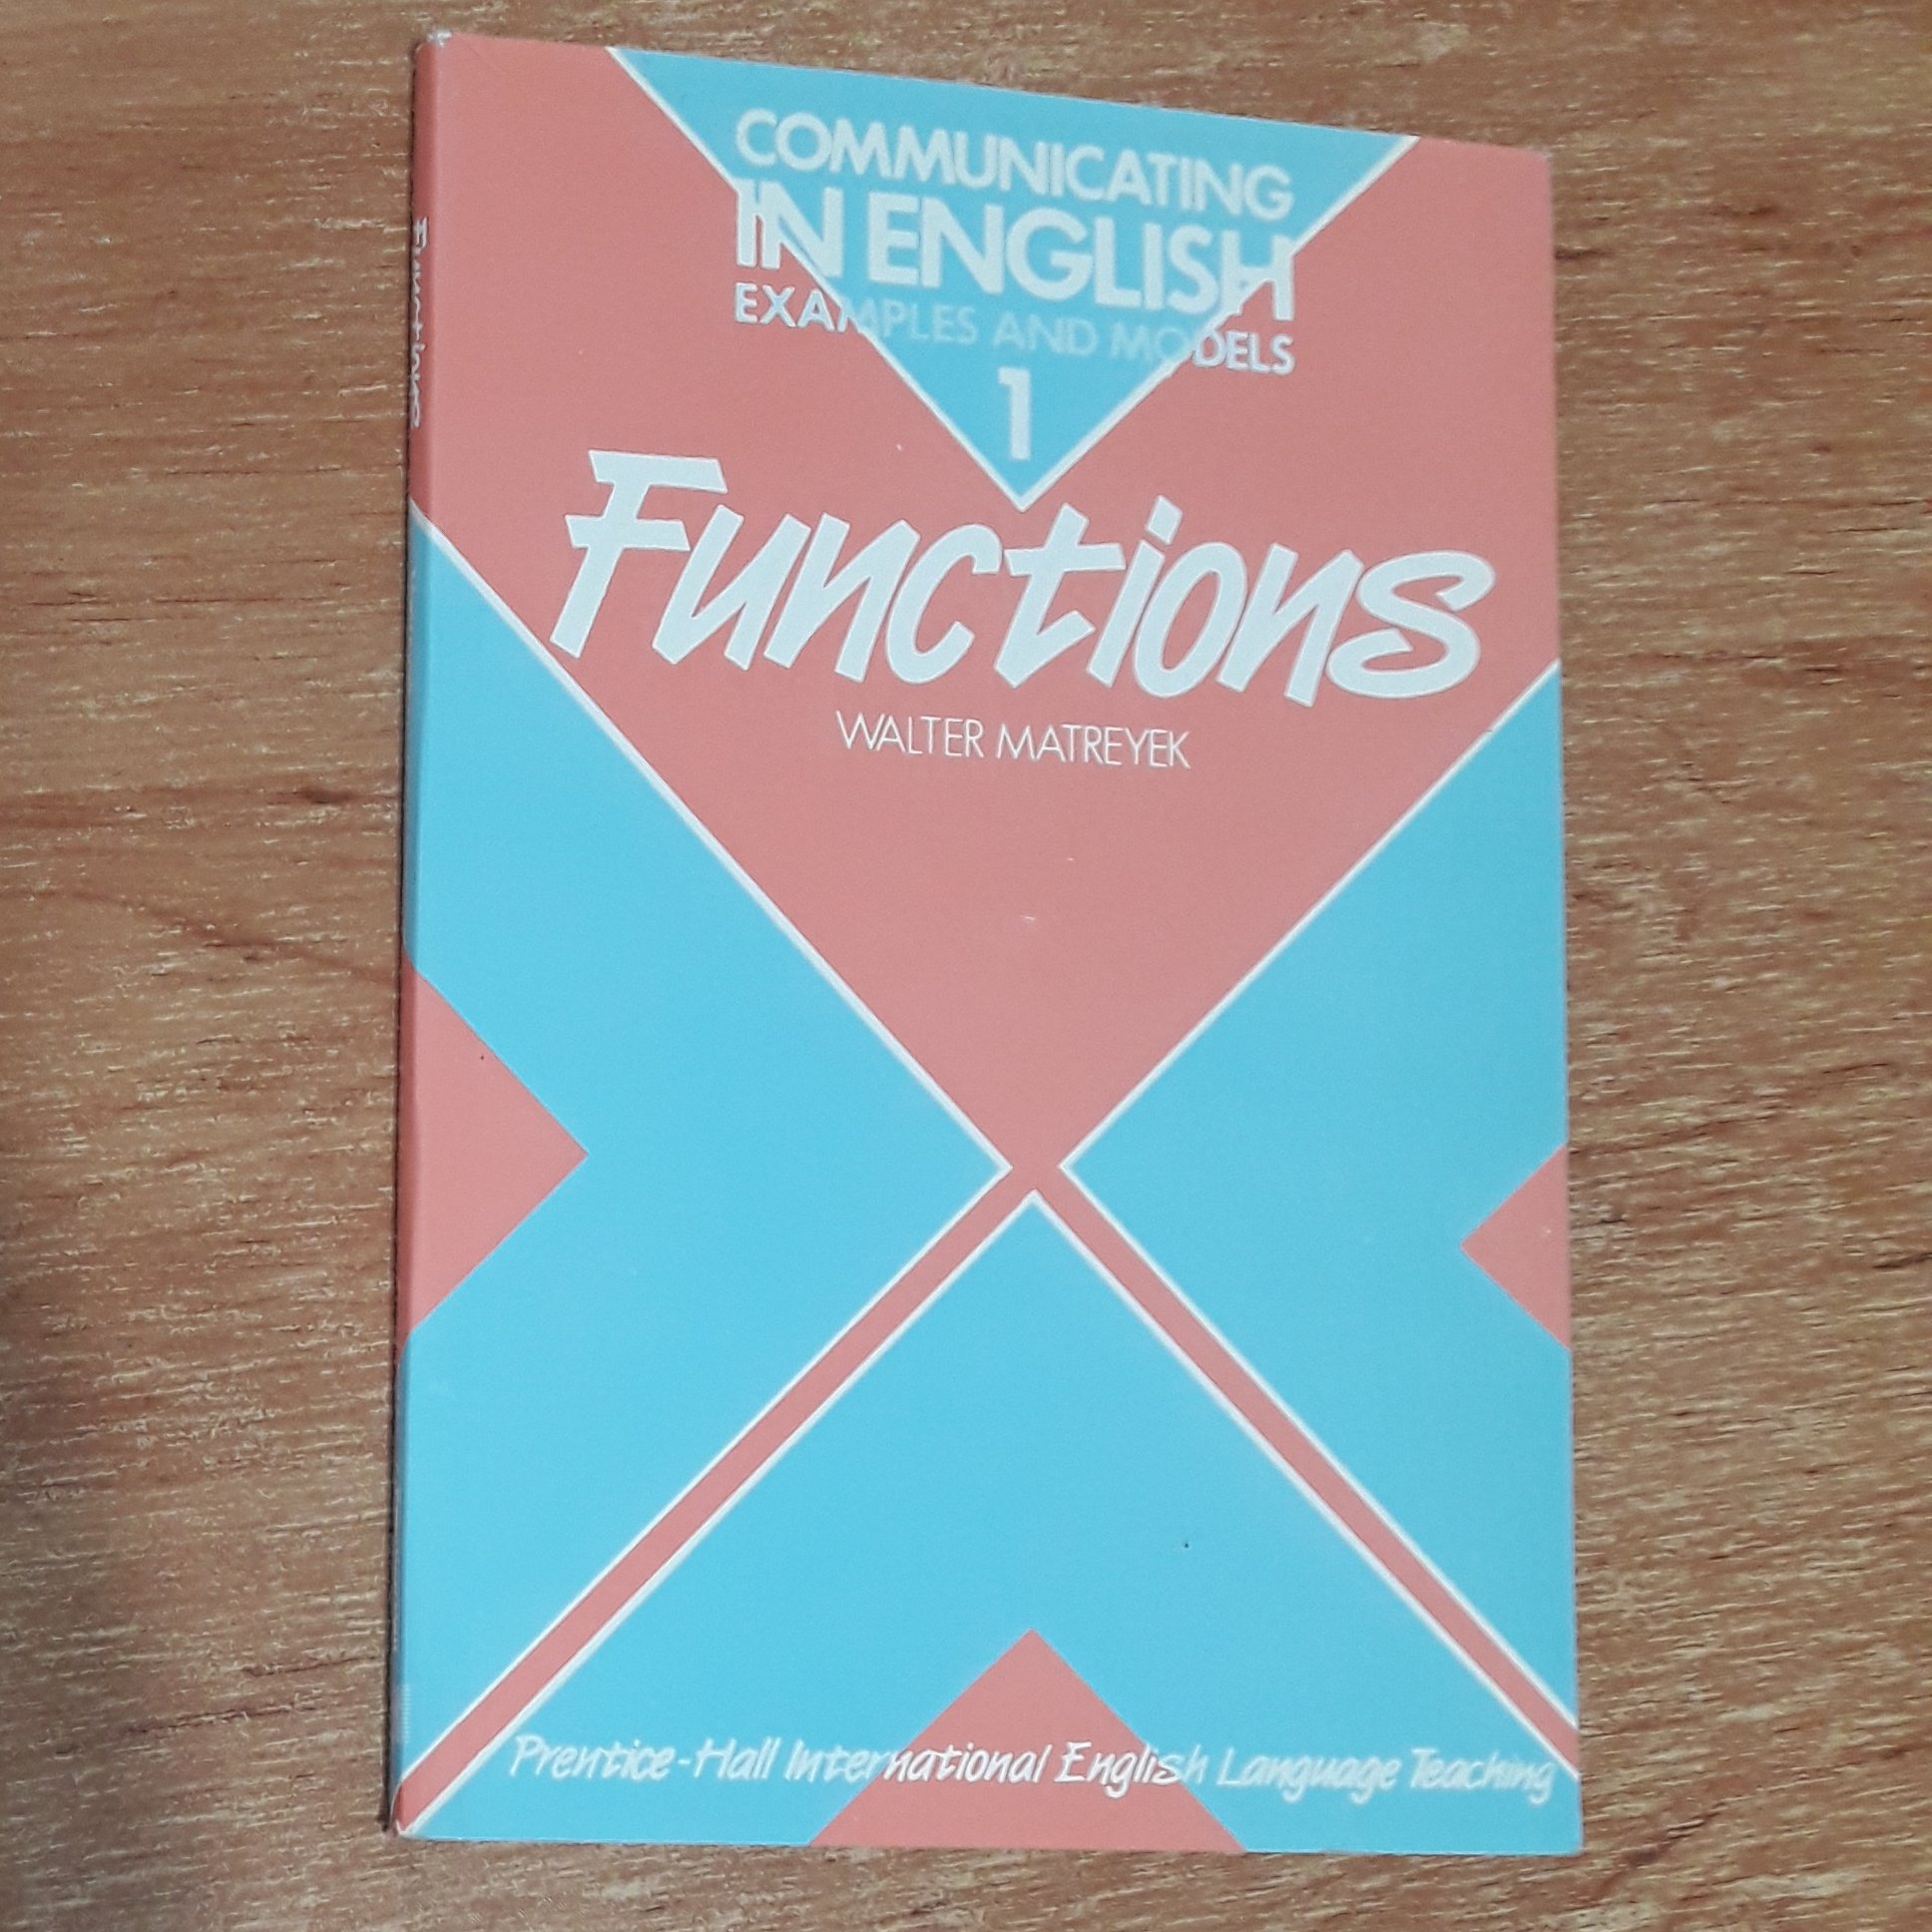 COMMUNICATING
IN ENGLISH
EXAMPLES AND MODELS
1
Functions
WALTER MATREYEK
Prentice-Hall International English Language Teaching
Functions